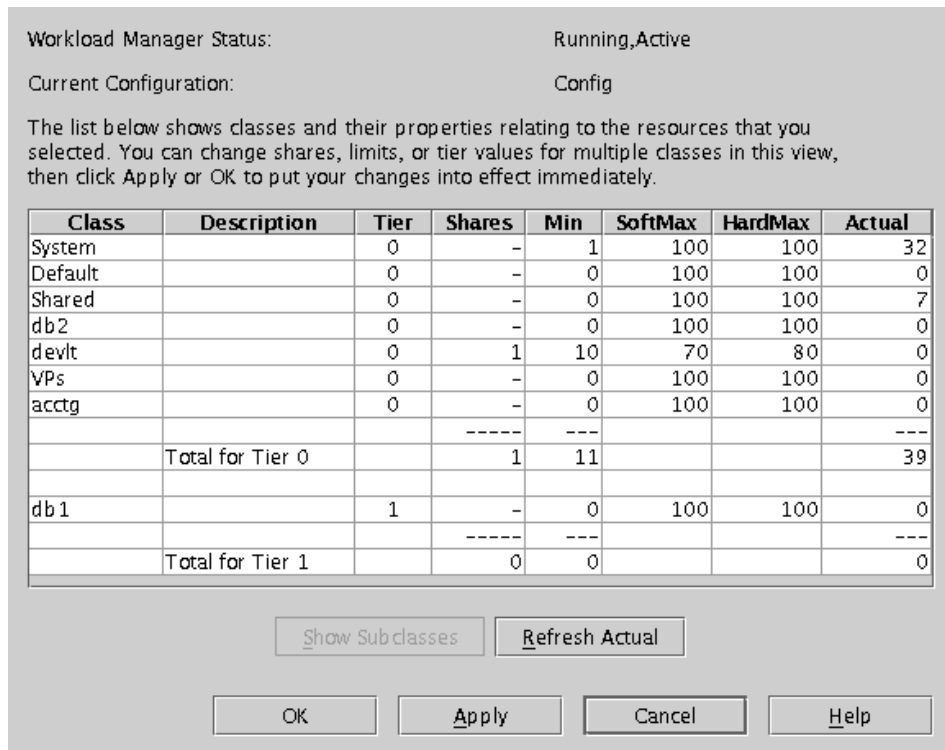 Workload Manager Status: Running,Active
Current Configuration: Config
The list below shows classes and their properties relating to the resources that you
selected. You can change shares, limits, or tier values for multiple classes in this view,
then click Apply or OK to put your changes into effect immediately.
Class Description Tier Shares Min SoftMax HardMax Actual
System 0 - 1 100 100 32
Default 0 - 0 100 100 0
Shared 0 - 0 100 100 7
db2 0 - 0 100 100 0
devlt 0 1 10 70 80 0
VPs 0 - 0 100 100 0
acctg 0 - 0 100 100 0
----- --- ---
Total for Tier 0 1 11 39
db1 1 - 0 100 100 0
----- --- ---
Total for Tier 1 0 0 0
Show Subclasses Refresh Actual
OK Apply Cancel Help